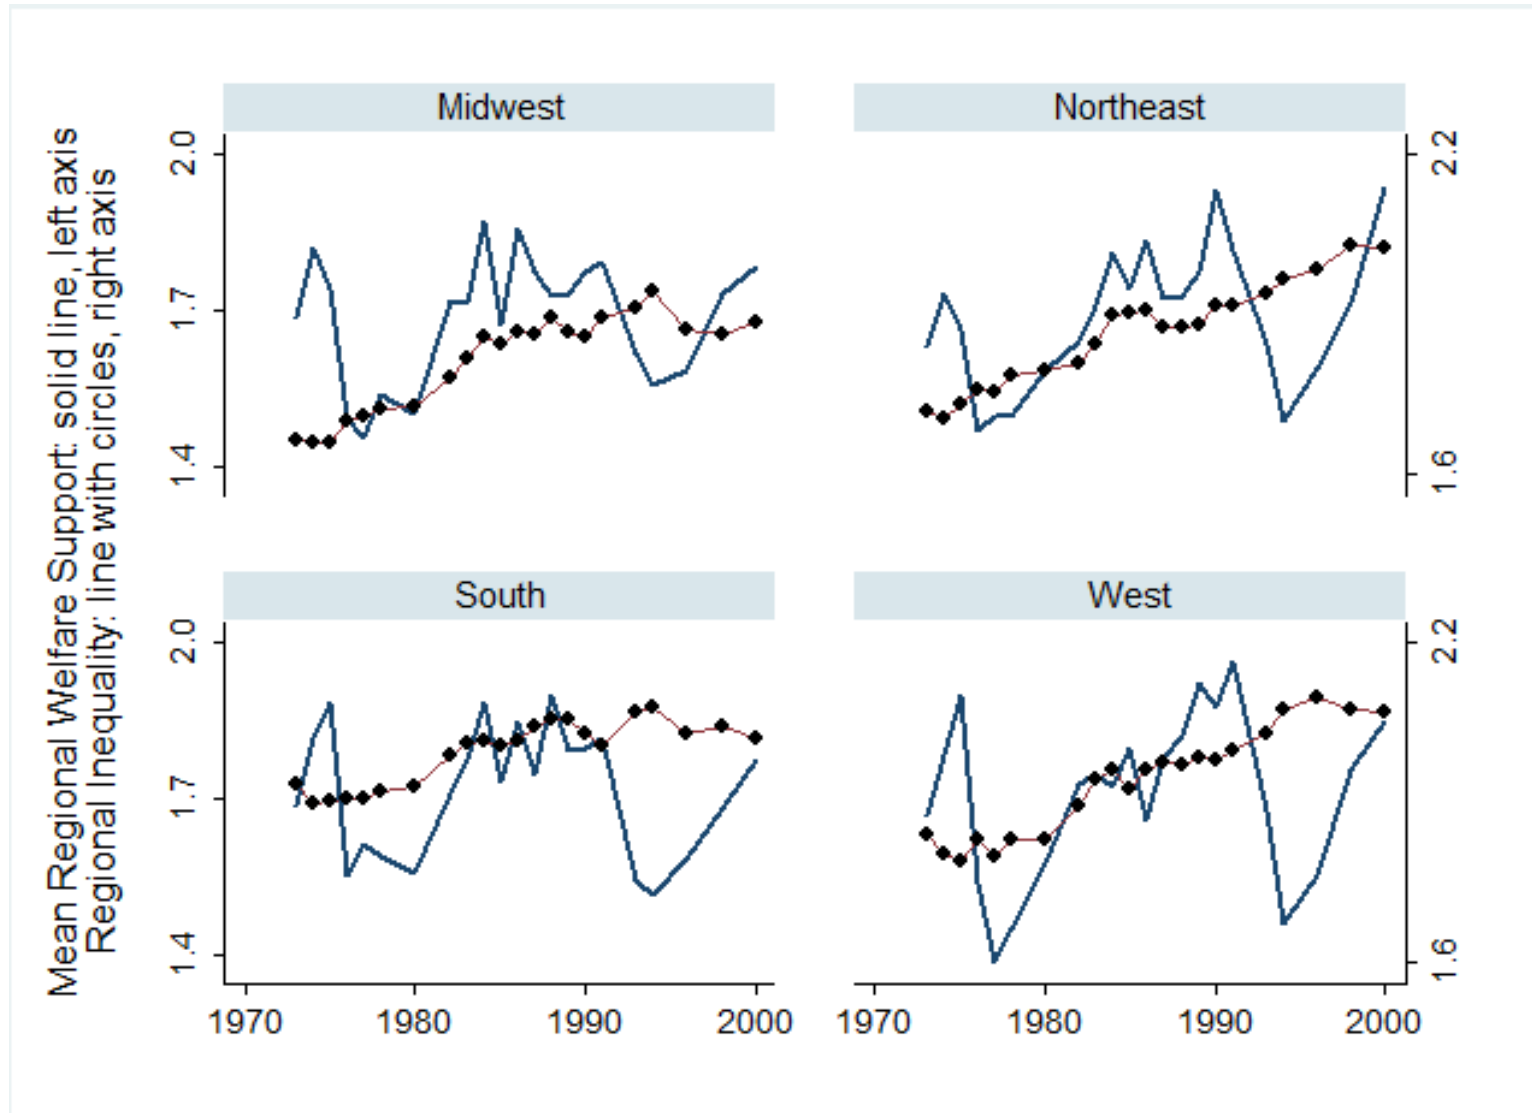 Mean Regional Welfare Support: solid line, left axis
Regional Inequality: line with circles, right axis
Midwest
2.0
1.7
1.4
Northeast
2.2
1.6
South
2.0
1.7
1.4
1970 1980 1990 2000
West
2.2
1.6
1970 1980 1990 2000